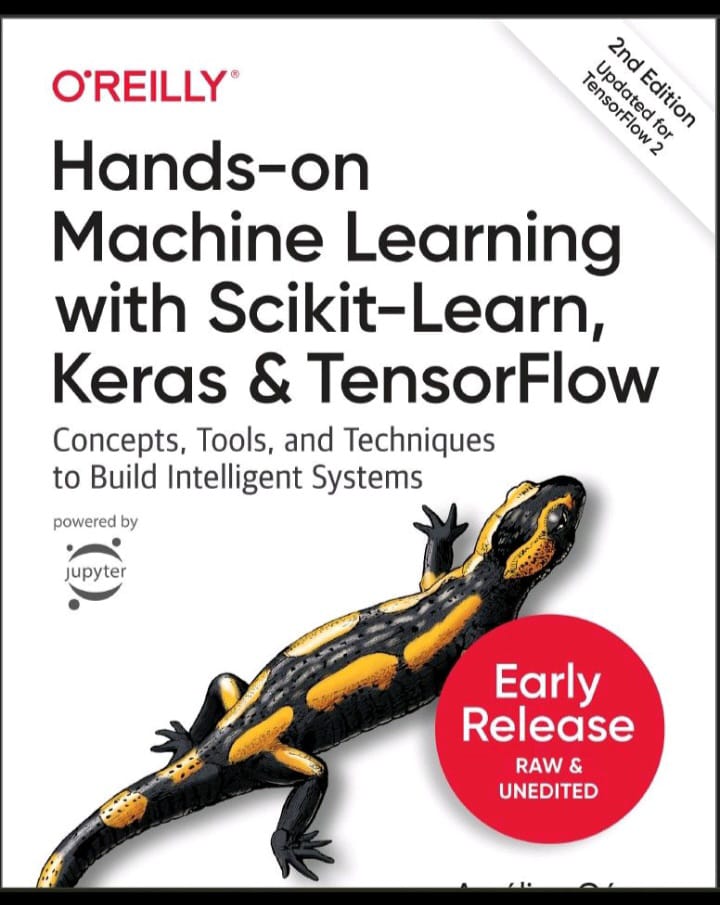 O'REILLY®
2nd Edition
Updated for
TensorFlow 2
Hands-on
Machine Learning
with Scikit-Learn,
Keras & TensorFlow
Concepts, Tools, and Techniques
to Build Intelligent Systems
powered by
jupyter
Early
Release
RAW &
UNEDITED